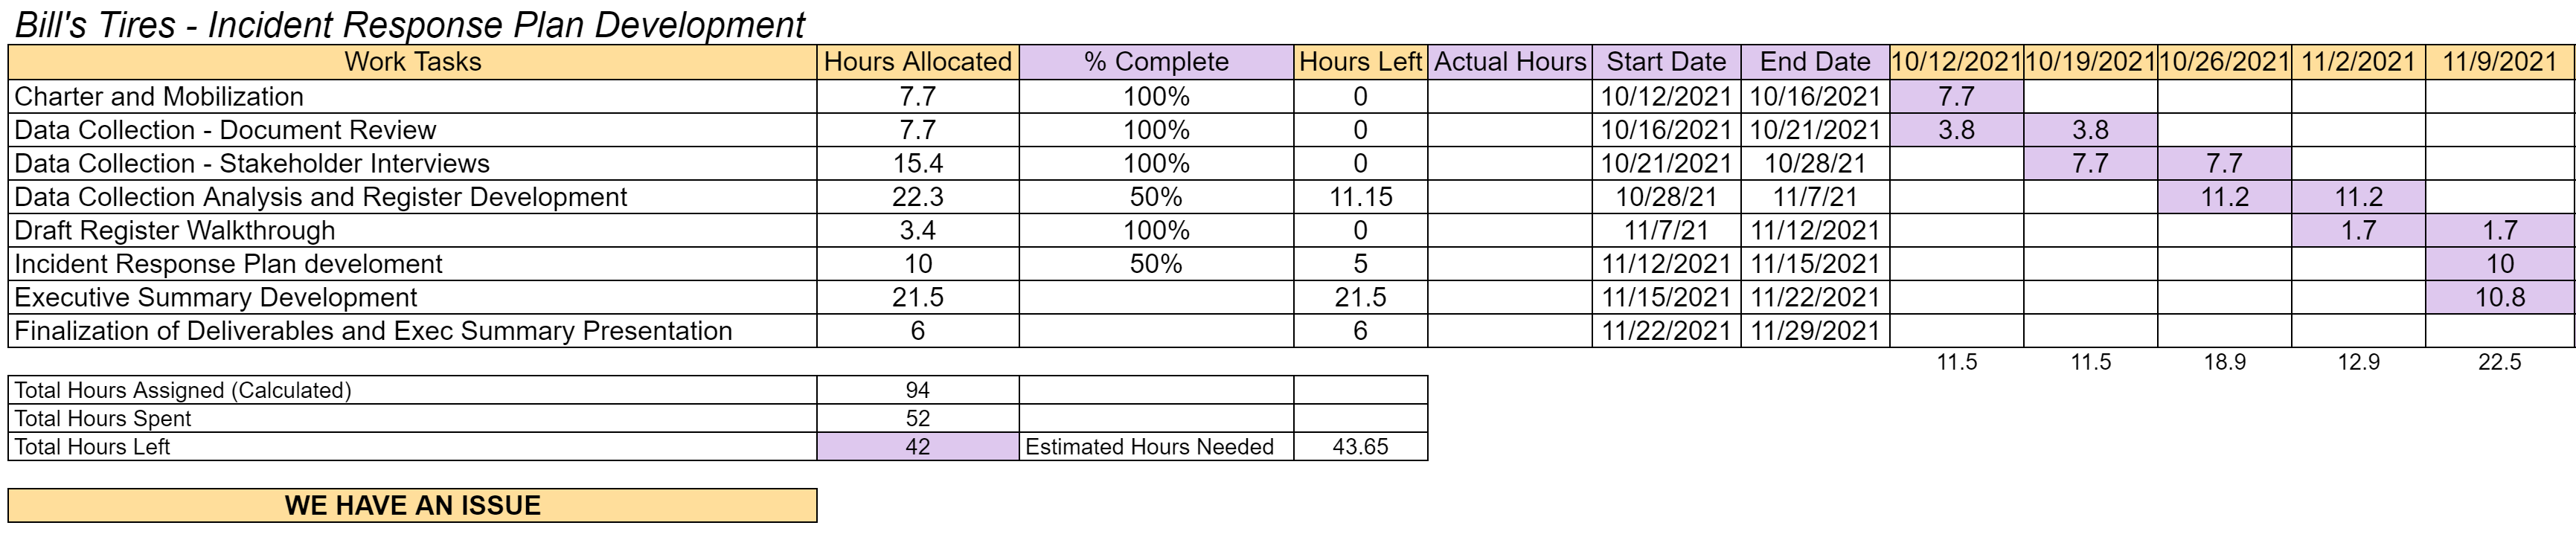 Bill's Tires - Incident Response Plan Development
Work Tasks Hours Allocated % Complete Hours Left Actual Hours Start Date End Date 10/12/2021 10/19/2021 10/26/2021 11/2/2021 11/9/2021
Charter and Mobilization 7.7 100% 0 10/12/2021 10/16/2021 7.7
Data Collection - Document Review 7.7 100% 0 10/16/2021 10/21/2021 3.8 3.8
Data Collection - Stakeholder Interviews 15.4 100% 0 10/21/2021 10/28/21 7.7 7.7
Data Collection Analysis and Register Development 22.3 50% 11.15 10/28/21 11/7/21 11.2 11.2
Draft Register Walkthrough 3.4 100% 0 11/7/21 11/12/2021 1.7 1.7
Incident Response Plan develoment 10 50% 5 11/12/2021 11/15/2021 10
Executive Summary Development 21.5 21.5 11/15/2021 11/22/2021 10.8
Finalization of Deliverables and Exec Summary Presentation 6 6 11/22/2021 11/29/2021
11.5 11.5 18.9 12.9 22.5
Total Hours Assigned (Calculated) 94
Total Hours Spent 52
Total Hours Left 42 Estimated Hours Needed 43.65
WE HAVE AN ISSUE